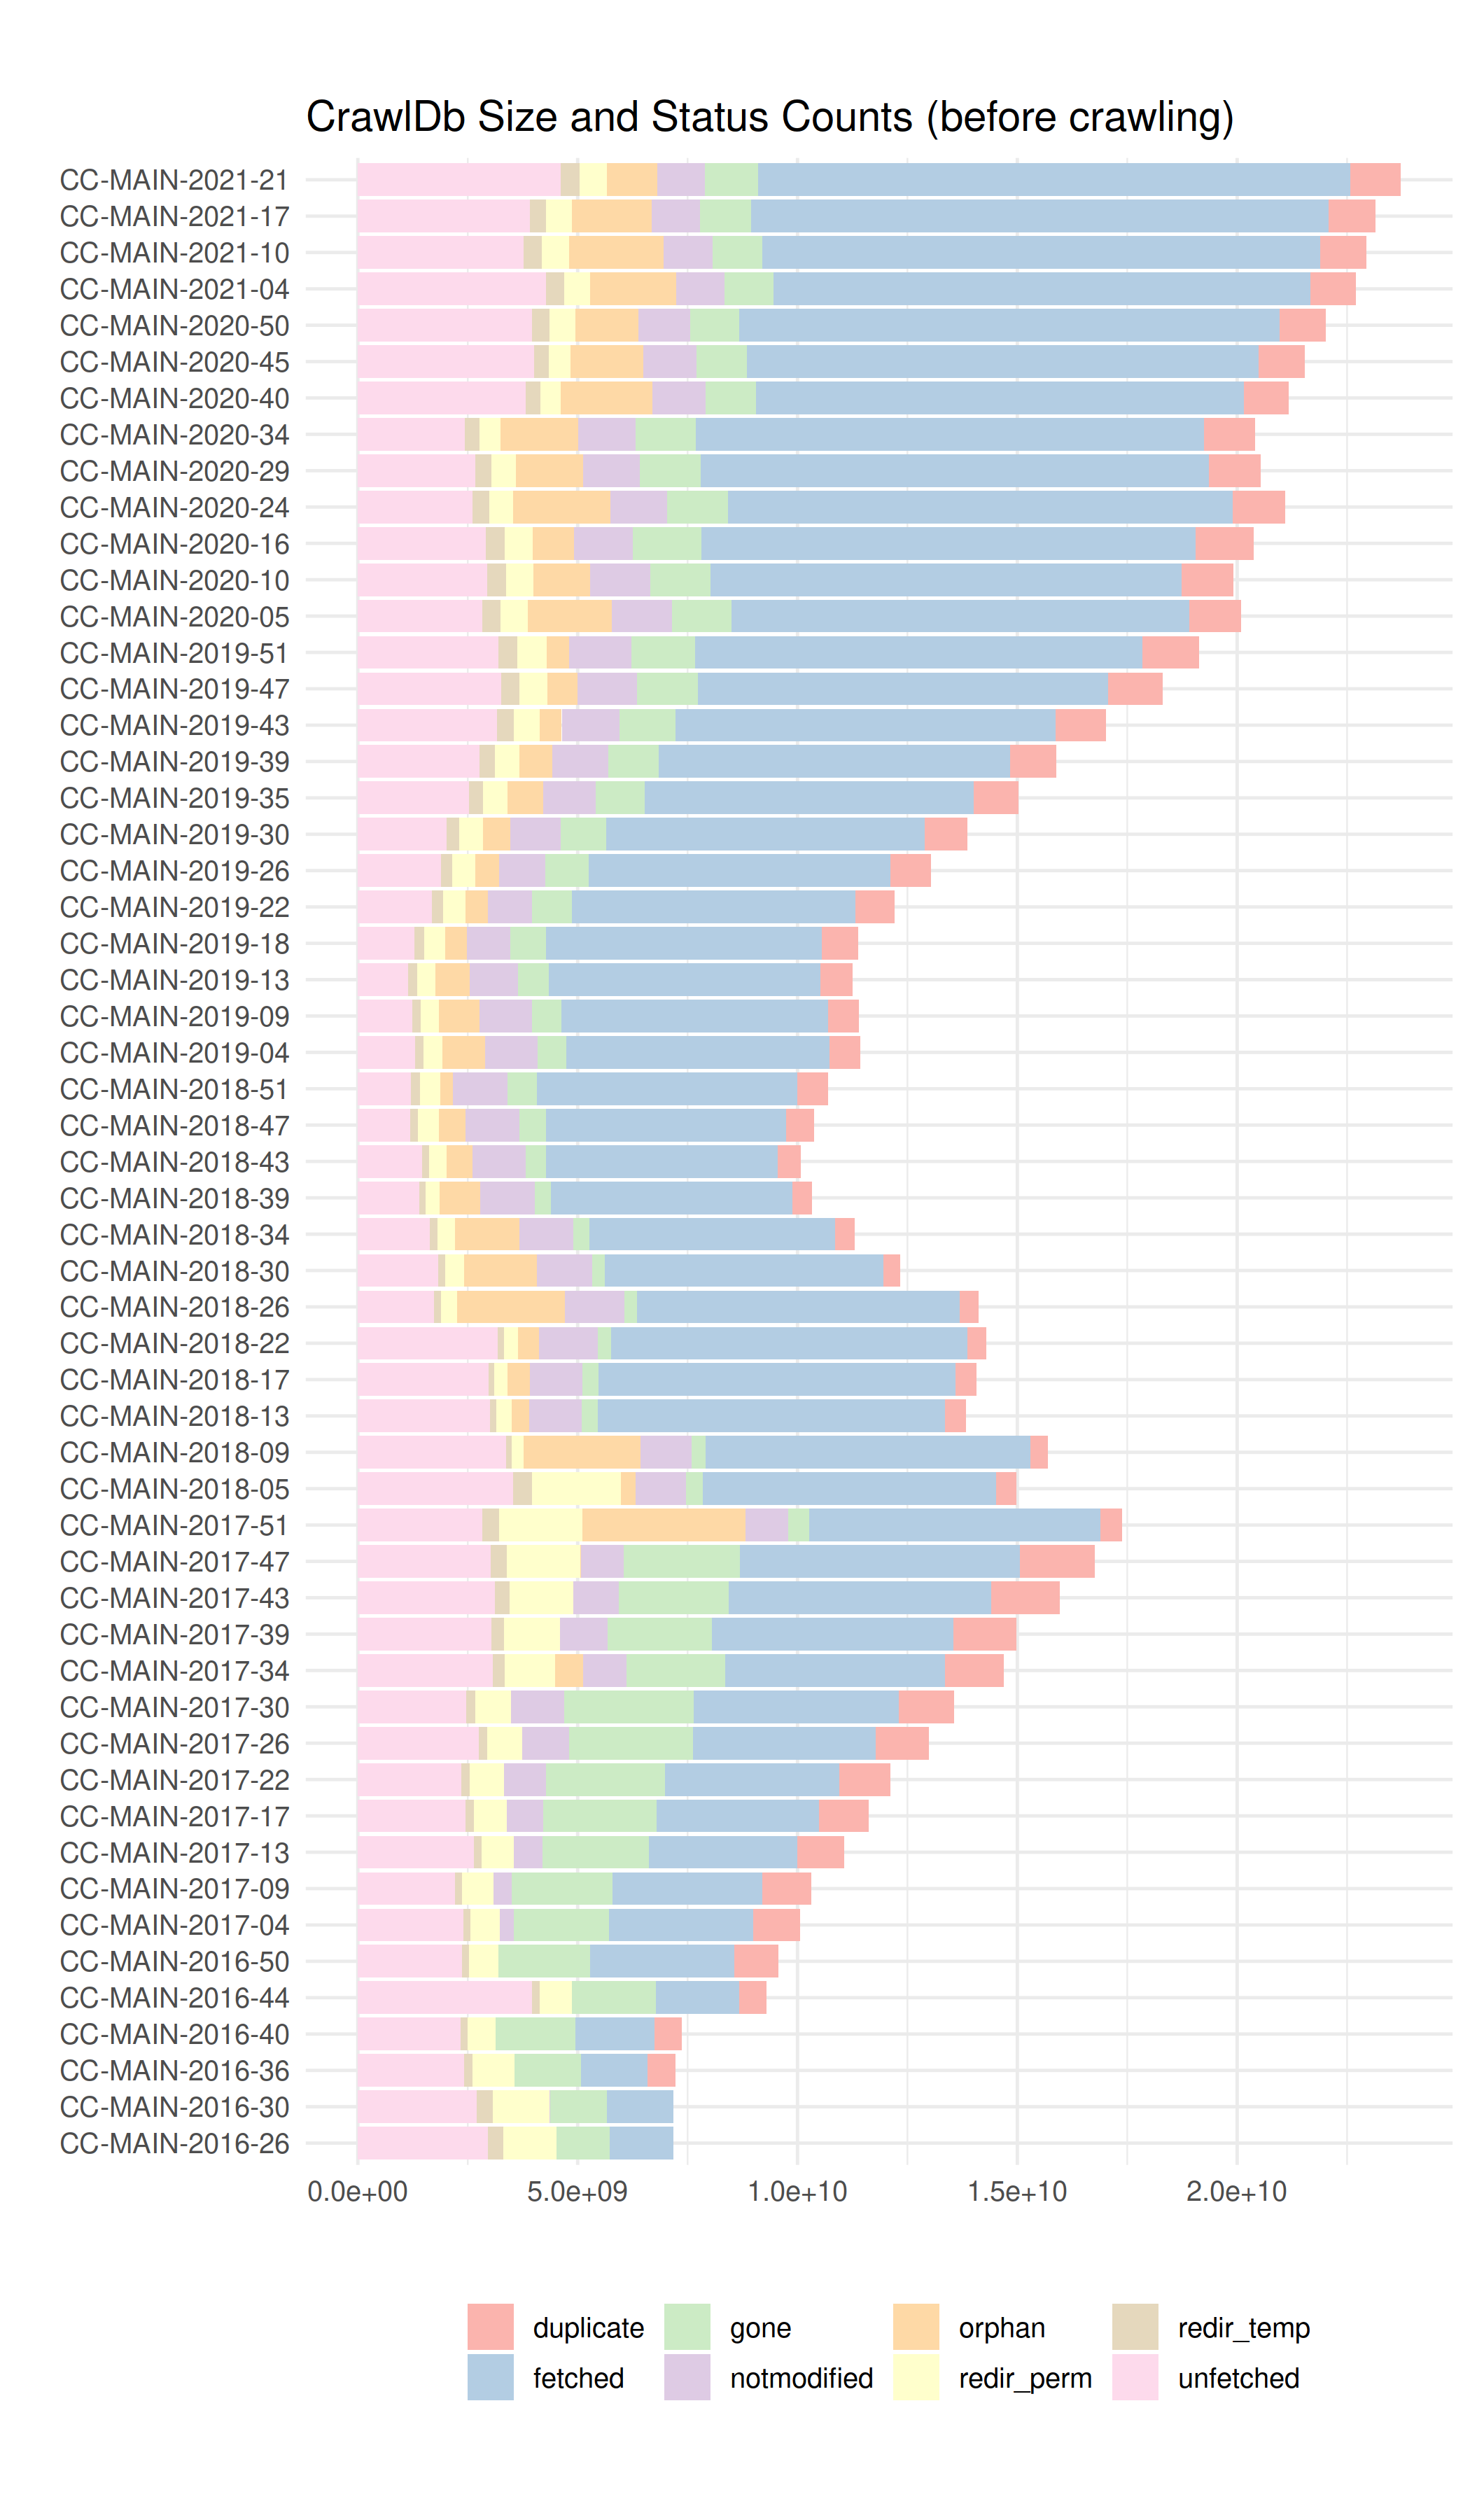 CrawlDb Size and Status Counts (before crawling)
CC-MAIN-2021-21
CC-MAIN-2021-17
CC-MAIN-2021-10
CC-MAIN-2021-04
CC-MAIN-2020-50
CC-MAIN-2020-45
CC-MAIN-2020-40
CC-MAIN-2020-34
CC-MAIN-2020-29
CC-MAIN-2020-24
CC-MAIN-2020-16
CC-MAIN-2020-10
CC-MAIN-2020-05
CC-MAIN-2019-51
CC-MAIN-2019-47
CC-MAIN-2019-43
CC-MAIN-2019-39
CC-MAIN-2019-35
CC-MAIN-2019-30
CC-MAIN-2019-26
CC-MAIN-2019-22
CC-MAIN-2019-18
CC-MAIN-2019-13
CC-MAIN-2019-09
CC-MAIN-2019-04
CC-MAIN-2018-51
CC-MAIN-2018-47
CC-MAIN-2018-43
CC-MAIN-2018-39
CC-MAIN-2018-34
CC-MAIN-2018-30
CC-MAIN-2018-26
CC-MAIN-2018-22
CC-MAIN-2018-17
CC-MAIN-2018-13
CC-MAIN-2018-09
CC-MAIN-2018-05
CC-MAIN-2017-51
CC-MAIN-2017-47
CC-MAIN-2017-43
CC-MAIN-2017-39
CC-MAIN-2017-34
CC-MAIN-2017-30
CC-MAIN-2017-26
CC-MAIN-2017-22
CC-MAIN-2017-17
CC-MAIN-2017-13
CC-MAIN-2017-09
CC-MAIN-2017-04
CC-MAIN-2016-50
CC-MAIN-2016-44
CC-MAIN-2016-40
CC-MAIN-2016-36
CC-MAIN-2016-30
CC-MAIN-2016-26
0.0e+00 5.0e+09 1.0e+10 1.5e+10 2.0e+10
duplicate gone orphan redir_temp
fetched notmodified redir_perm unfetched